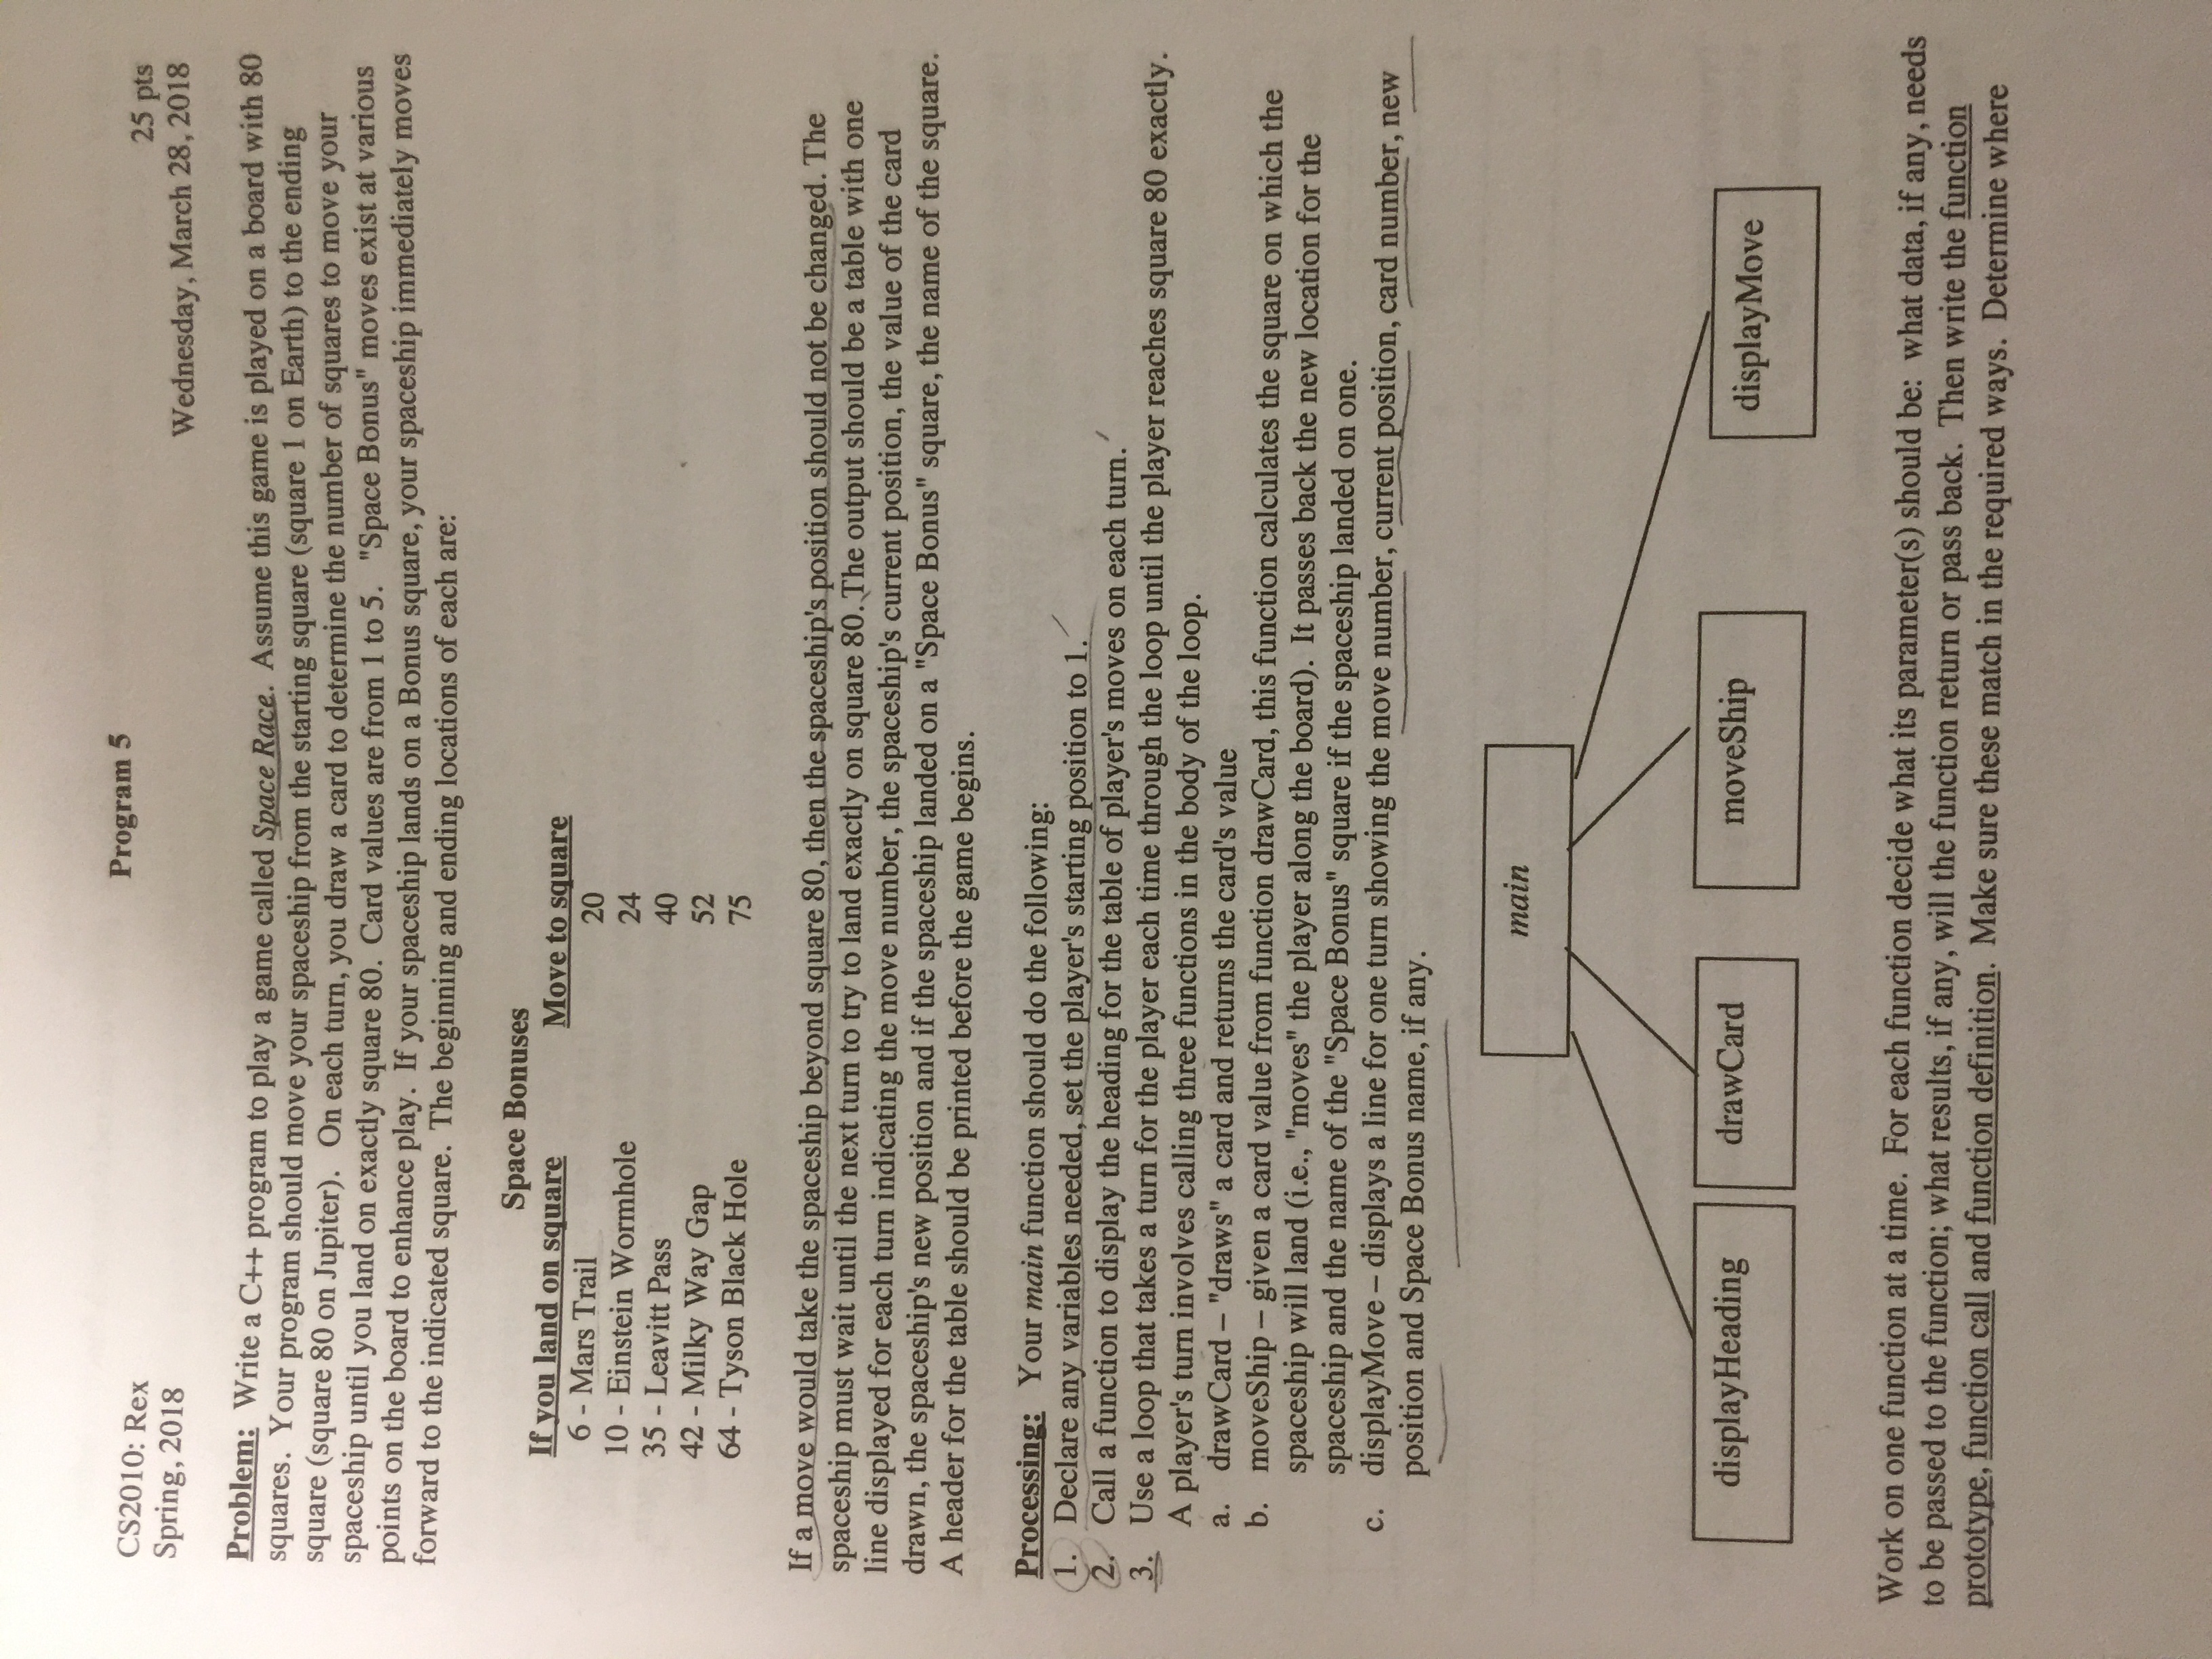 Program 5
CS2010: Rex
25 pts
Spring, 2018
Wednesday, March 28, 2018
Problem: Write a C++ program to play a game called Space Race. Assume this game is played on a board with 80
squares. Your program should move your spaceship from the starting square (square 1 on Earth) to the ending
square (square 80 on Jupiter). On each turn, you draw a card to determine the number of squares to move your
spaceship until you land on exactly square 80. Card values are from 1 to 5. "Space Bonus" moves exist at various
points on the board to enhance play. If your spaceship lands on a Bonus square, your spaceship immediately moves
forward to the indicated square. The beginning and ending locations of each are:
Space Bonuses
If you land on square Move to square
6 - Mars Trail 20
10 - Einstein Wormhole 24
35 - Leavitt Pass 40
42 - Milky Way Gap 52
64 - Tyson Black Hole 75
If a move would take the spaceship beyond square 80, then the spaceship's position should not be changed. The
spaceship must wait until the next turn to try to land exactly on square 80. The output should be a table with one
line displayed for each turn indicating the move number, the spaceship's current position, the value of the card
drawn, the spaceship's new position and if the spaceship landed on a "Space Bonus" square, the name of the square.
A header for the table should be printed before the game begins.
Processing: Your main function should do the following:
1. Declare any variables needed, set the player's starting position to 1.
2. Call a function to display the heading for the table of player's moves on each turn.
3. Use a loop that takes a turn for the player each time through the loop until the player reaches square 80 exactly.
A player's turn involves calling three functions in the body of the loop.
a. drawCard – "draws" a card and returns the card's value
b. moveShip – given a card value from function drawCard, this function calculates the square on which the
spaceship will land (i.e., "moves" the player along the board). It passes back the new location for the
spaceship and the name of the "Space Bonus" square if the spaceship landed on one.
c. displayMove – displays a line for one turn showing the move number, current position, card number, new
position and Space Bonus name, if any.
main
displayHeading
drawCard
moveShip
displayMove
Work on one function at a time. For each function decide what its parameter(s) should be: what data, if any, needs
to be passed to the function; what results, if any, will the function return or pass back. Then write the function
prototype, function call and function definition. Make sure these match in the required ways. Determine where